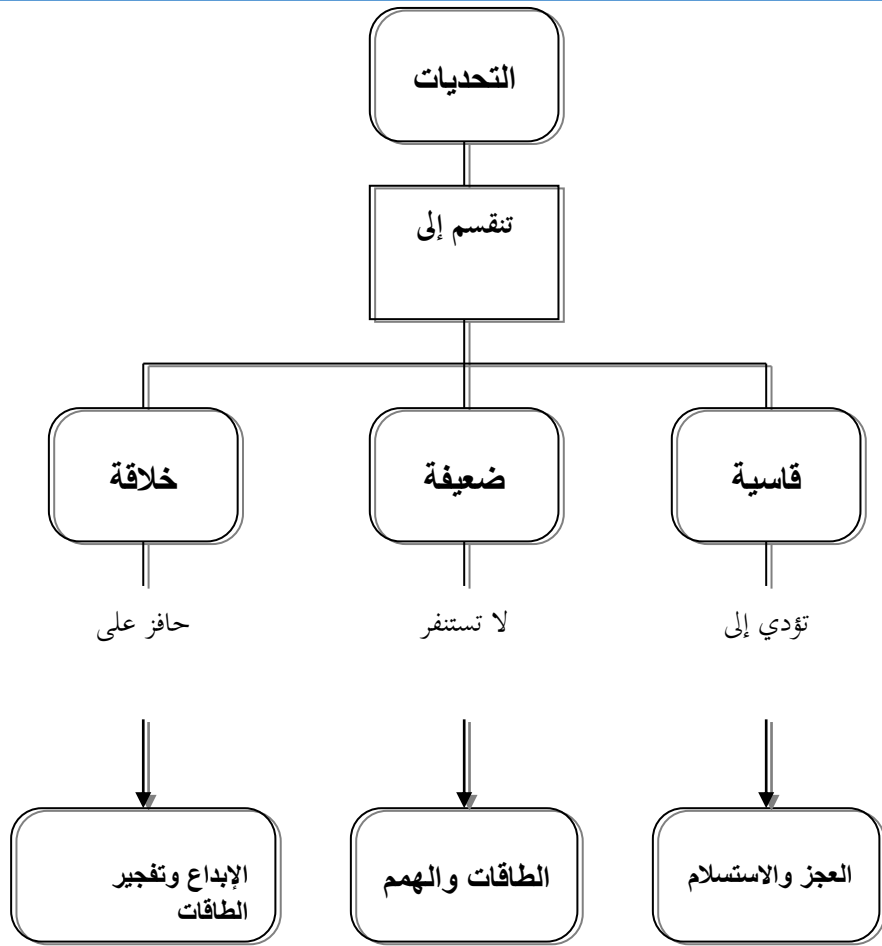 التحديات
تنقسم إلى
قاسية
ضعيفة
خلاقة
تؤدي إلى
لا تستنفر
حافز على
العجز والاستسلام
الطاقات والهمم
الإبداع وتفجير
الطاقات